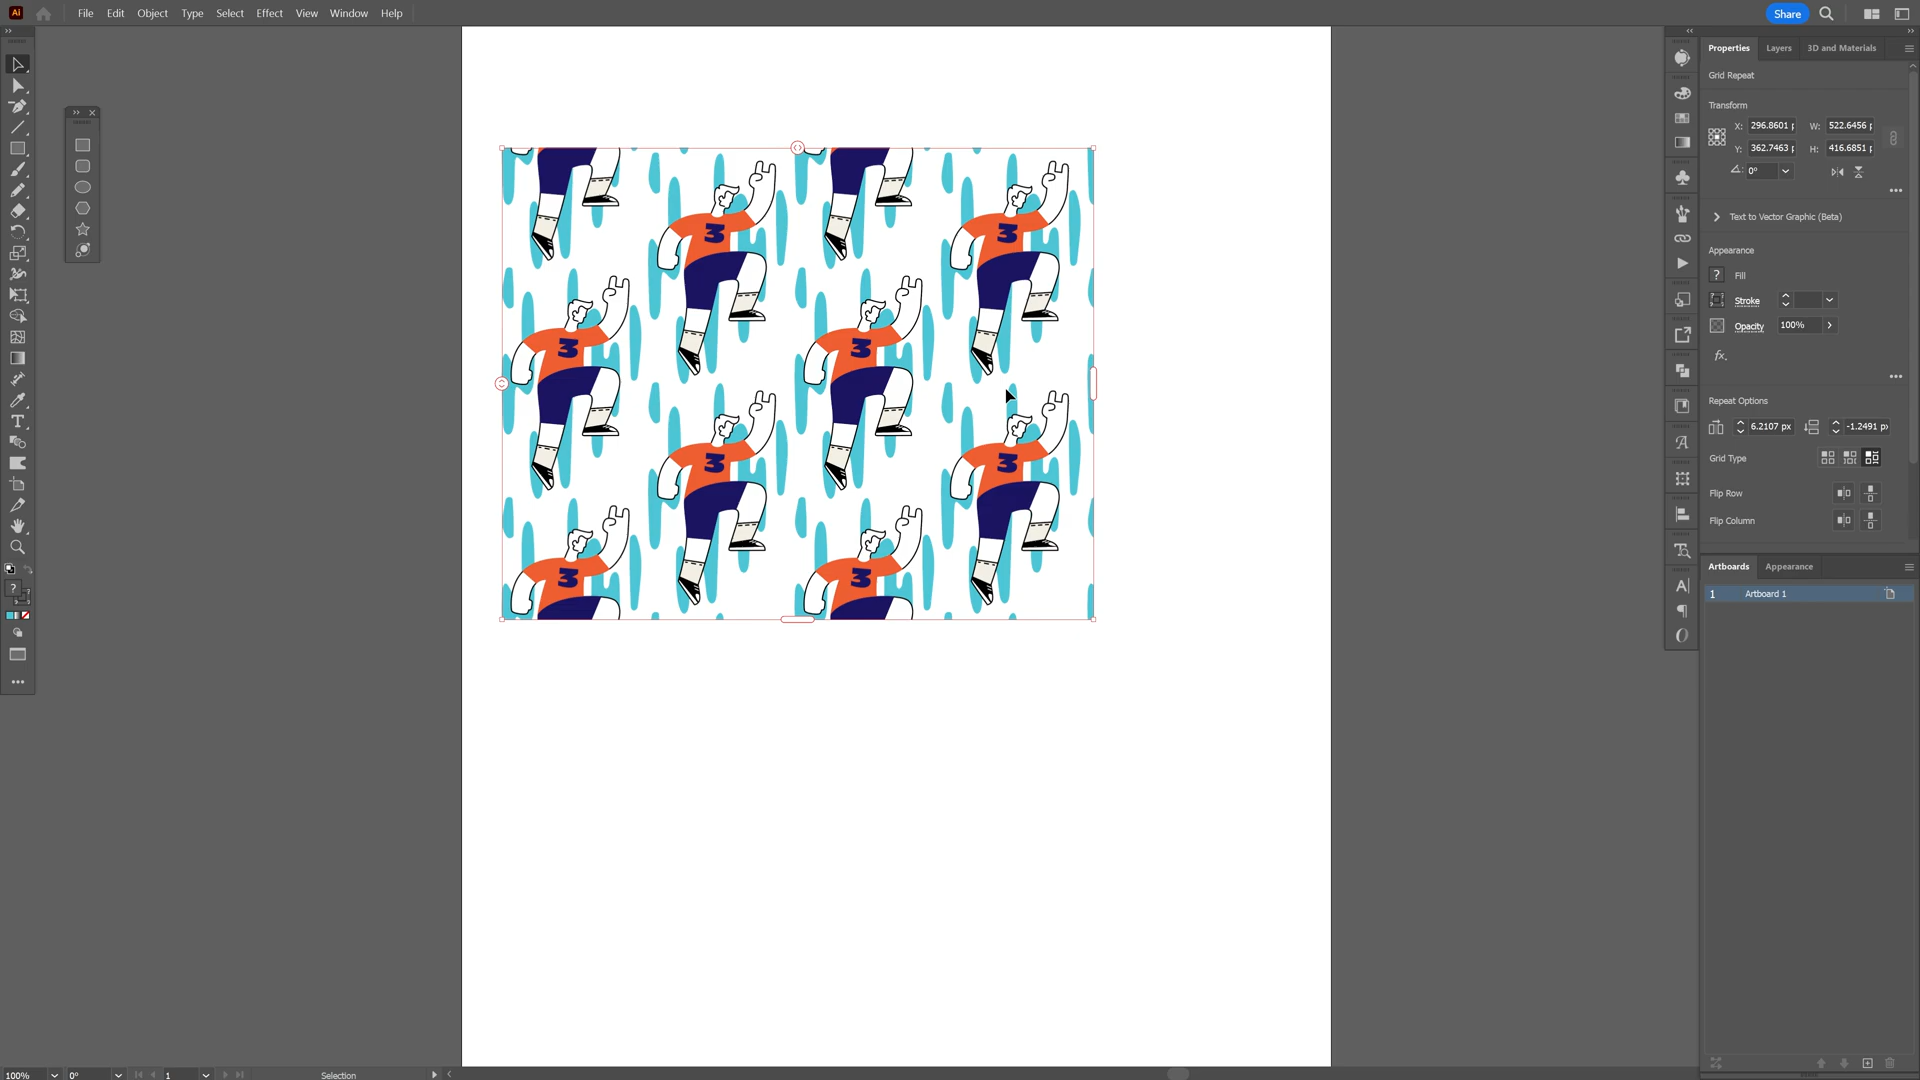 Ai File Edit Object Type Select Effect View Window Help Share
Properties Layers 3D and Materials
Grid Repeat
Transform
X: 296.8601 p W: 522.6456 p
Y: 362.7463 p H: 416.6851 p
0°
Text to Vector Graphic (Beta)
Appearance
? Fill
Stroke
Opacity 100%
fx.
Repeat Options
6.2107 px -1.2491 px
Grid Type
Flip Row
Flip Column
Artboards Appearance
1 Artboard 1
3
3
3
3
3
3
3
3
?
100% 0° 1 Selection